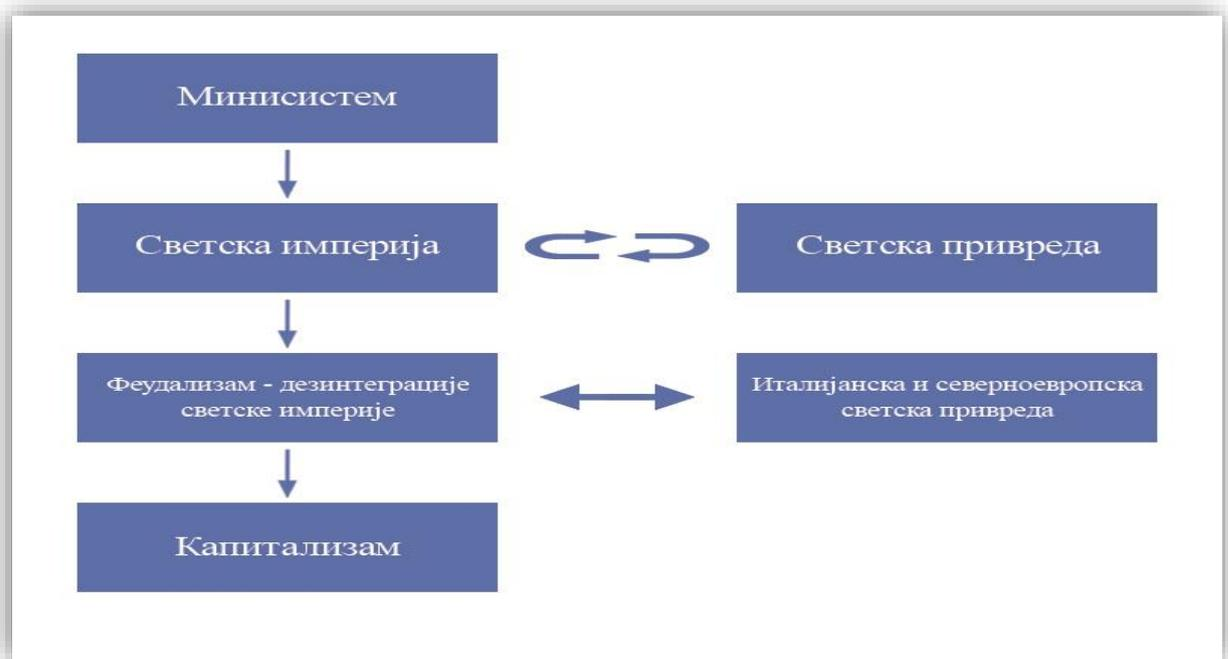 Минисистем
Светска империја
Светска привреда
Феудализам - дезинтеграције
светске империје
Италијанска и северноевропска
светска привреда
Капитализам